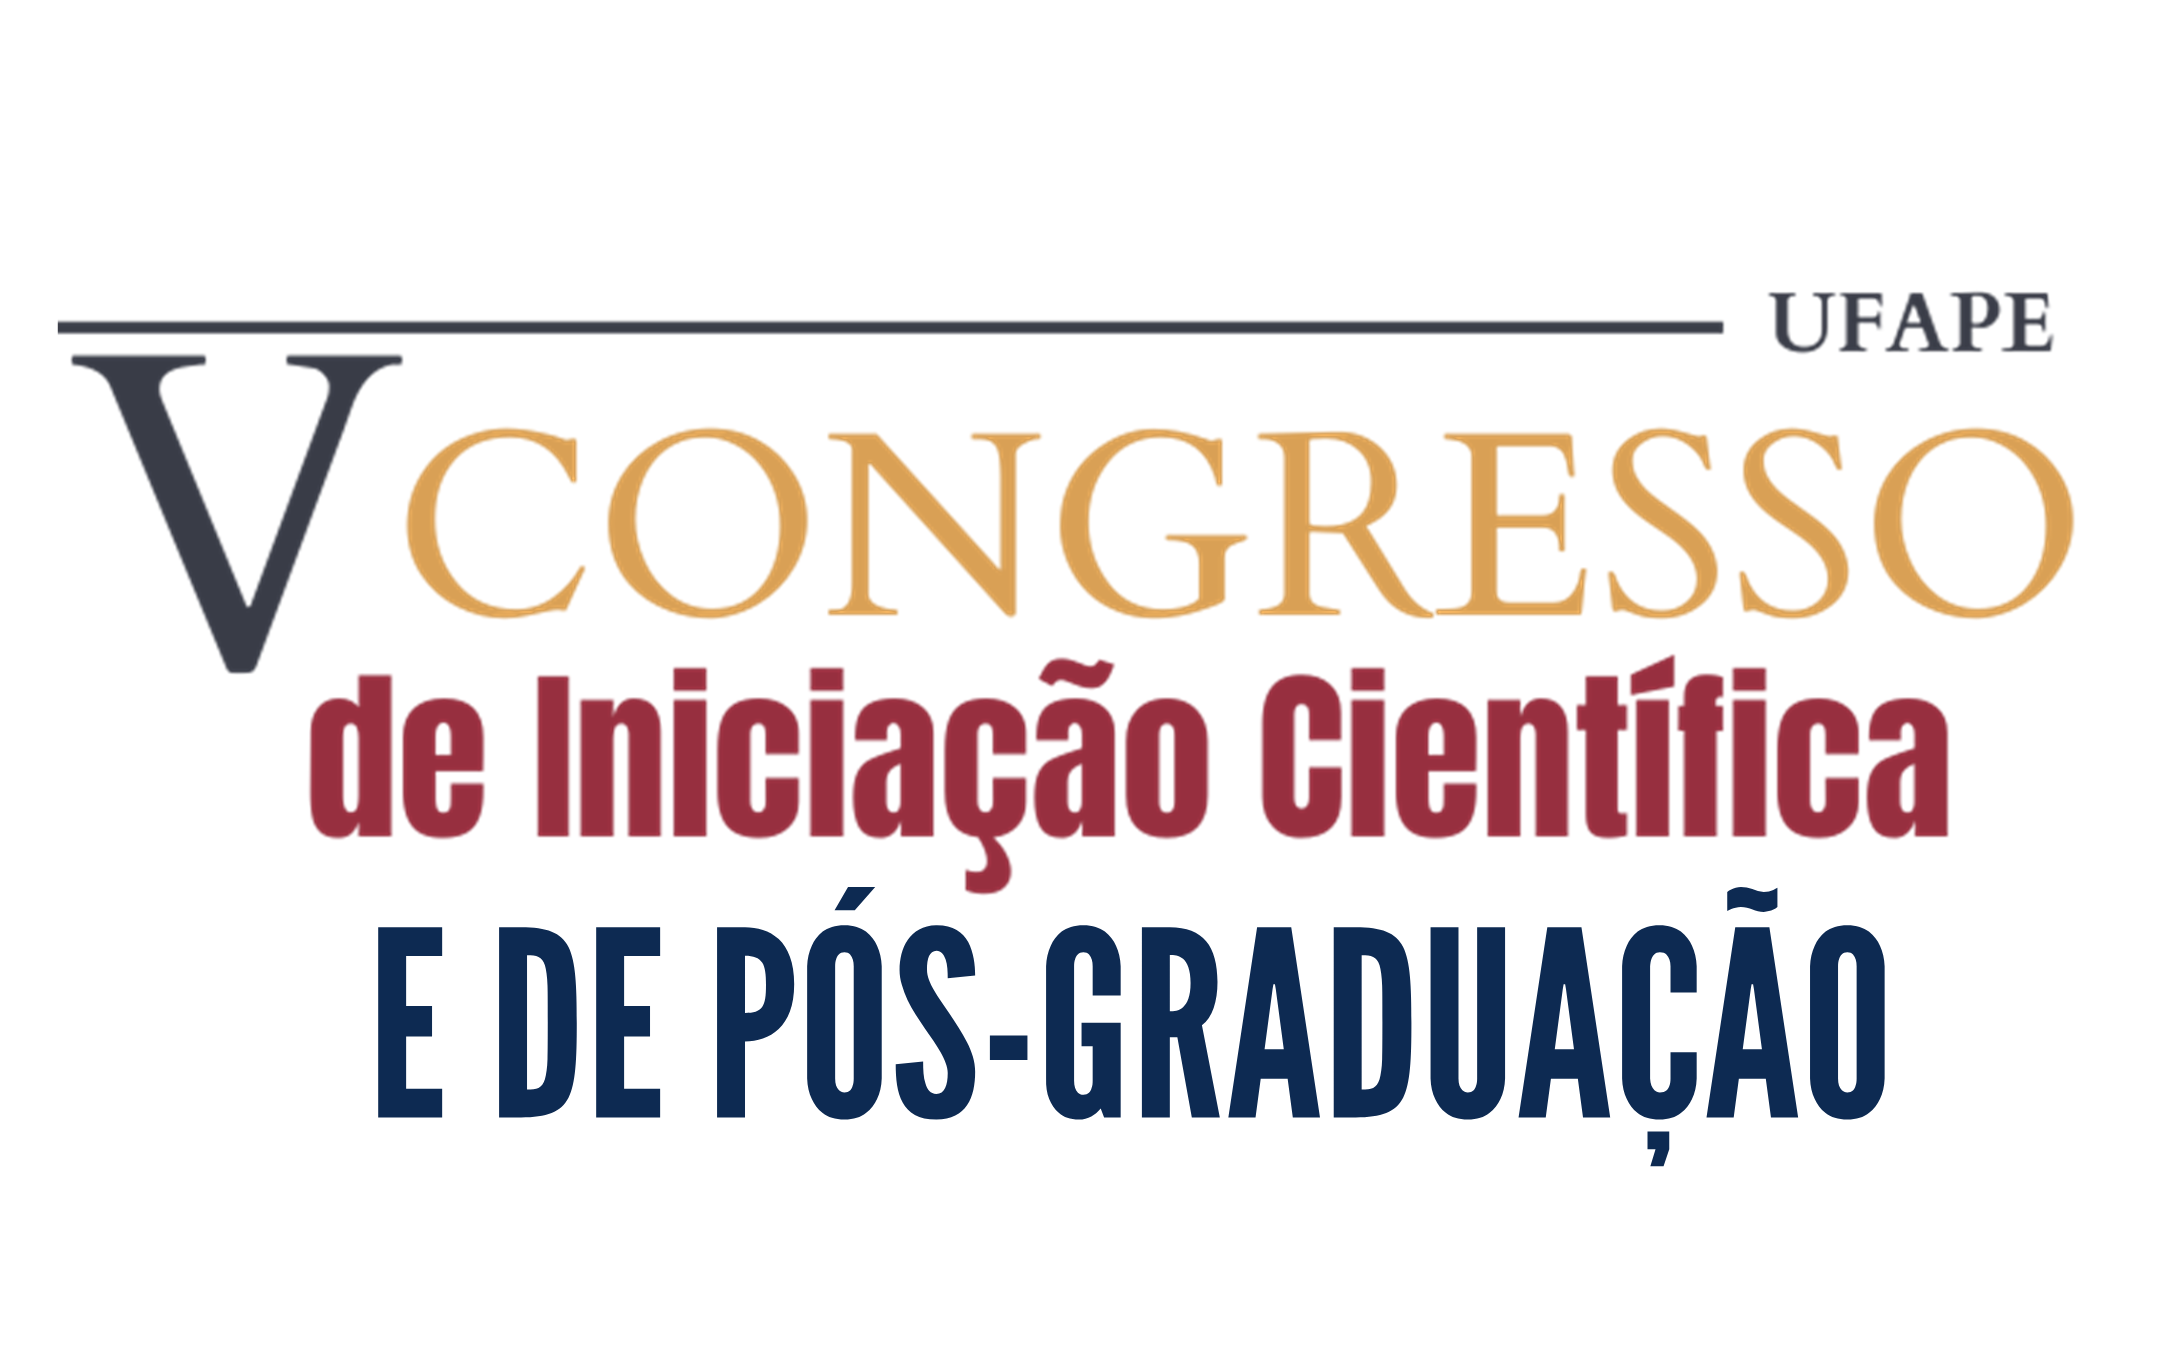 UFAPE
V CONGRESSO
de Iniciação Científica
E DE PÓS-GRADUAÇÃO